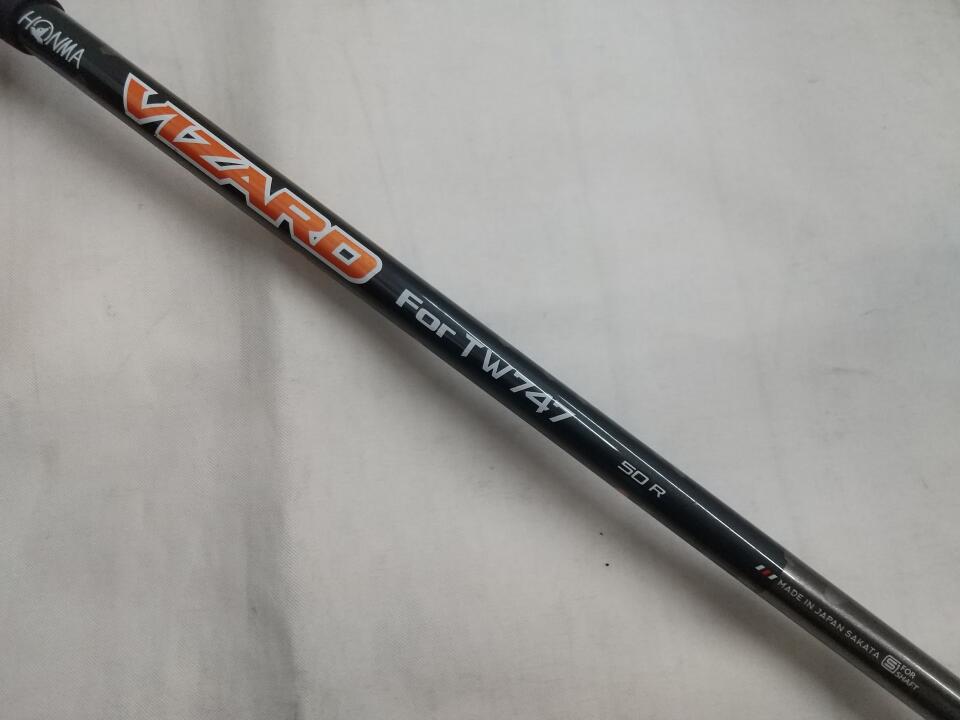 HONMA
VIZARD
For TW747
50 R
MADE IN JAPAN SAKATA
S FOR
SHAFT